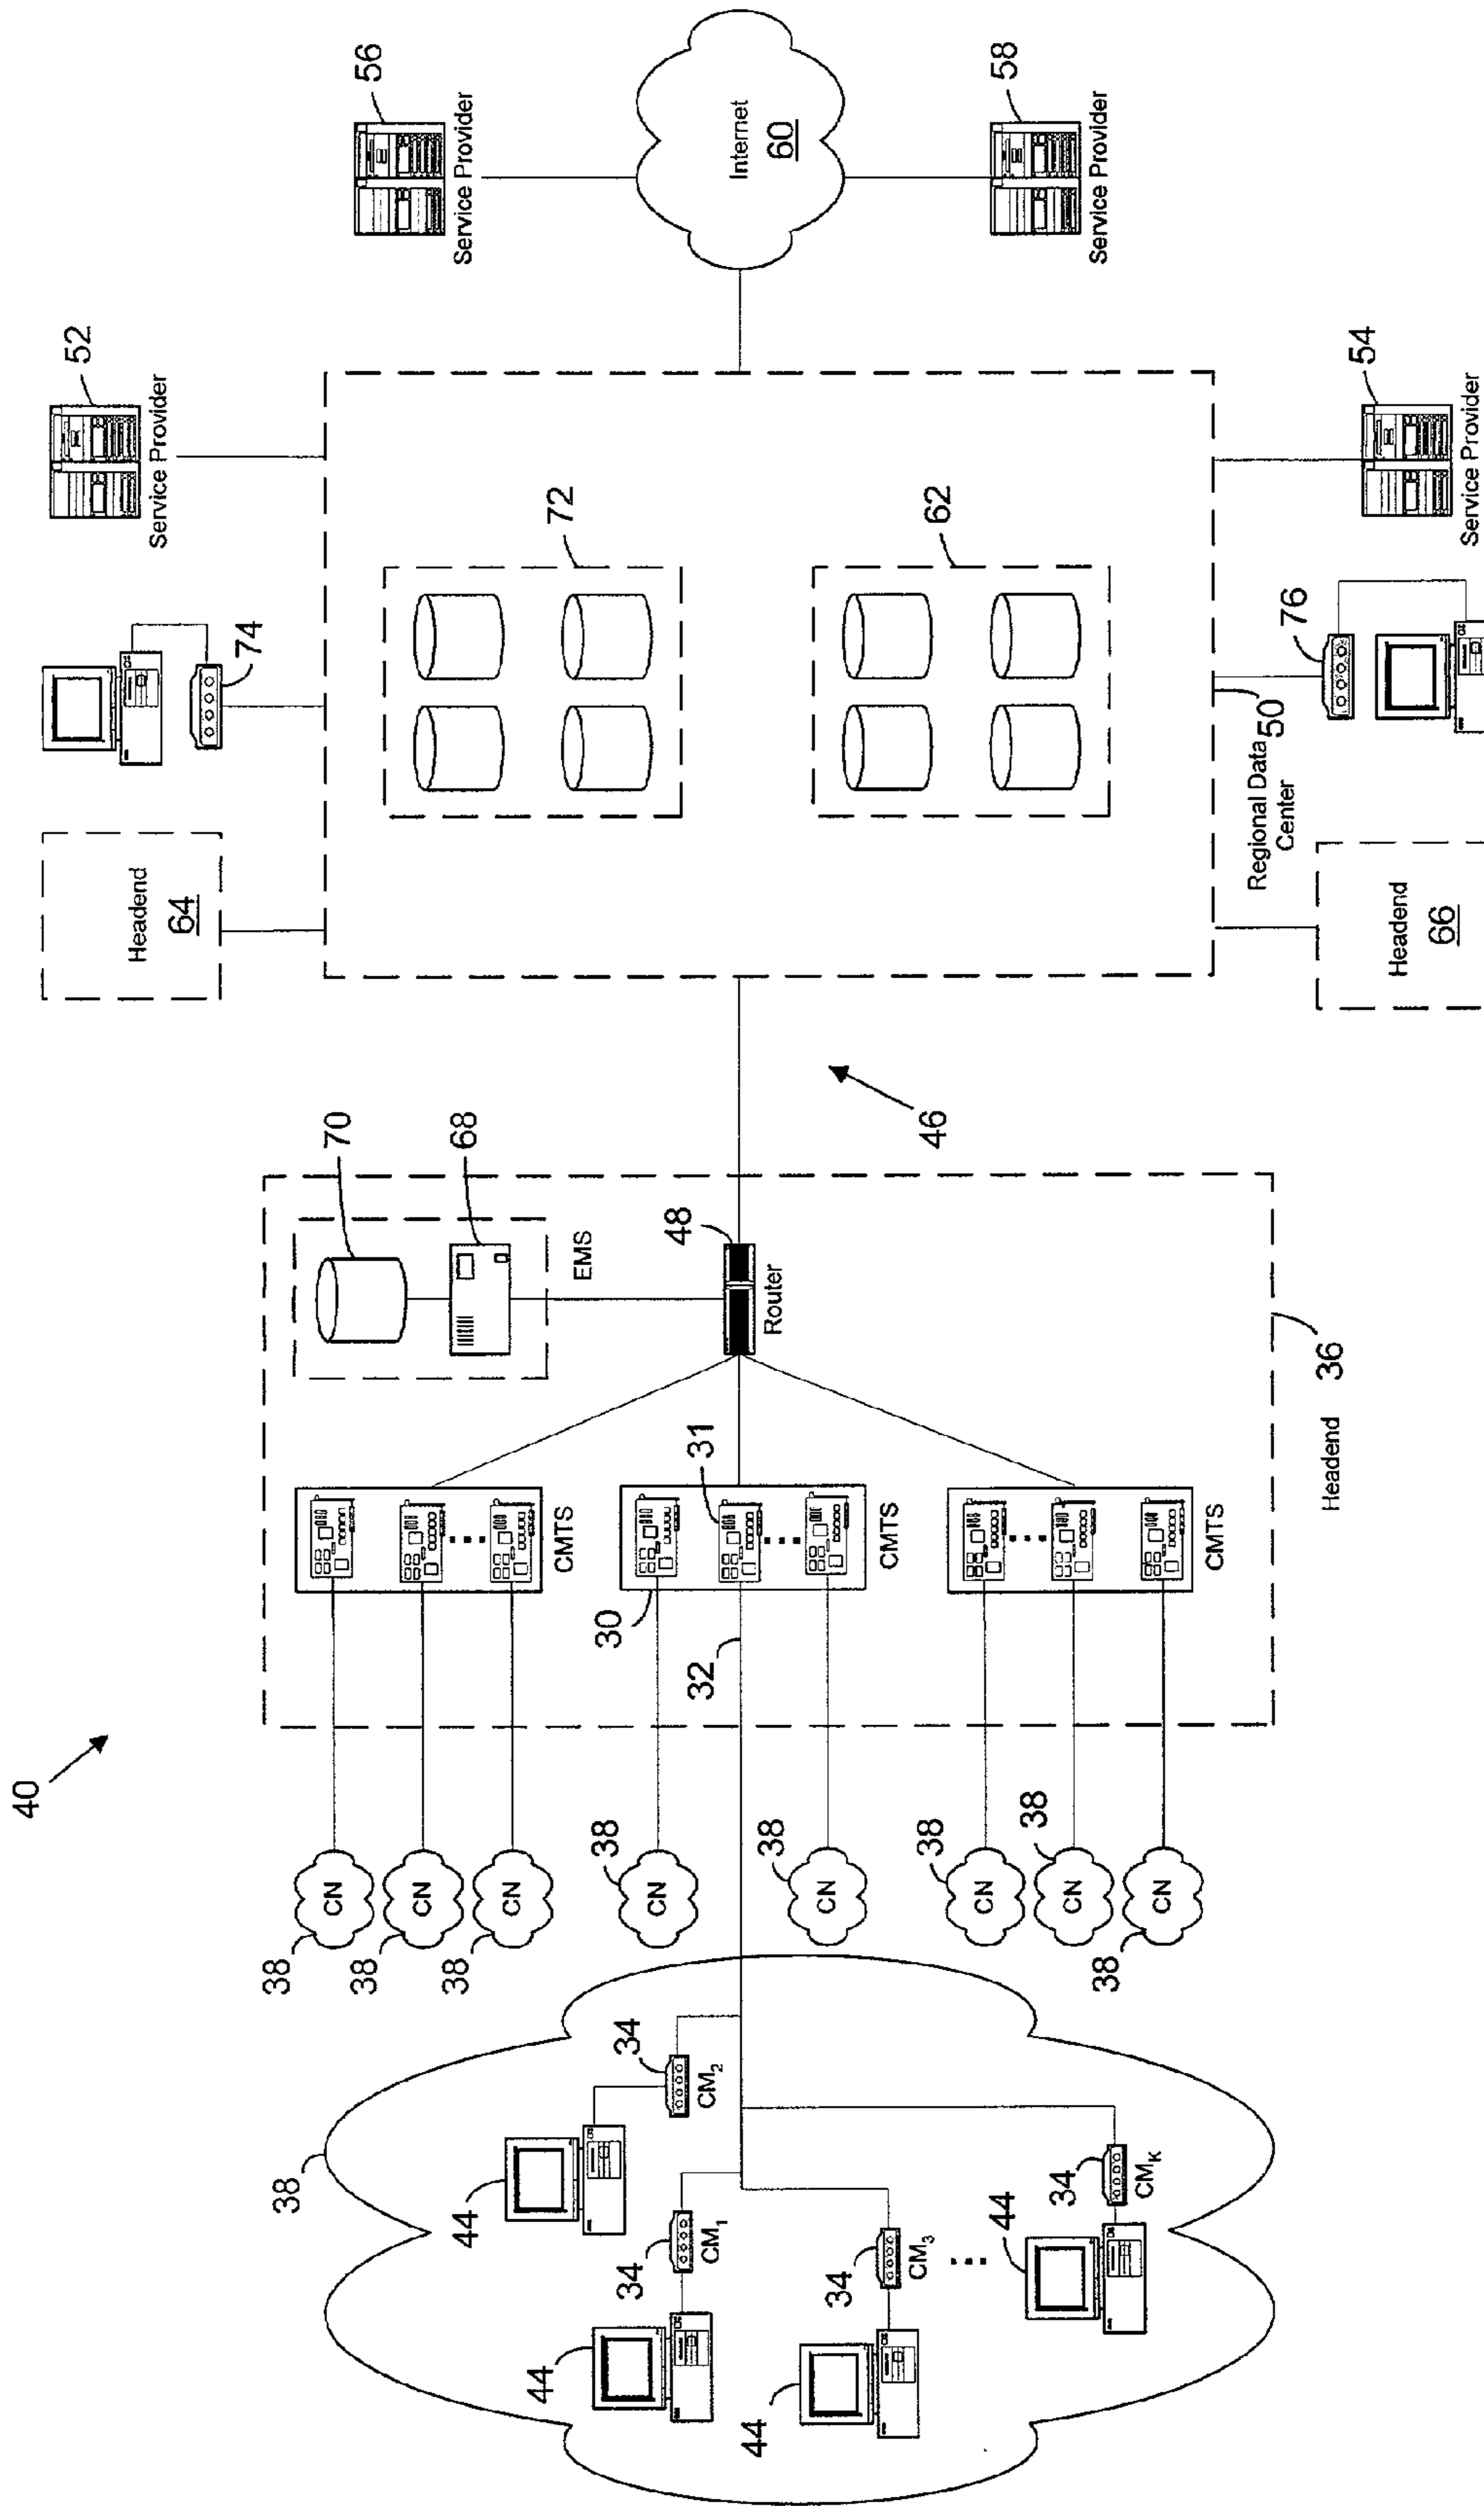 40
38
44
34
CM2
44
34
CM1
44
34
CM3
44
34
CMK
38
CN
38
CN
38
CN
38
CN
38
CN
38
CN
38
CN
38
CN
32
30
31
CMTS
CMTS
CMTS
70
68
EMS
48
Router
Headend
36
46
Headend
64
74
Service Provider
52
72
62
Regional Data
Center
50
Headend
66
76
Service Provider
54
Service Provider
56
Internet
60
Service Provider
58